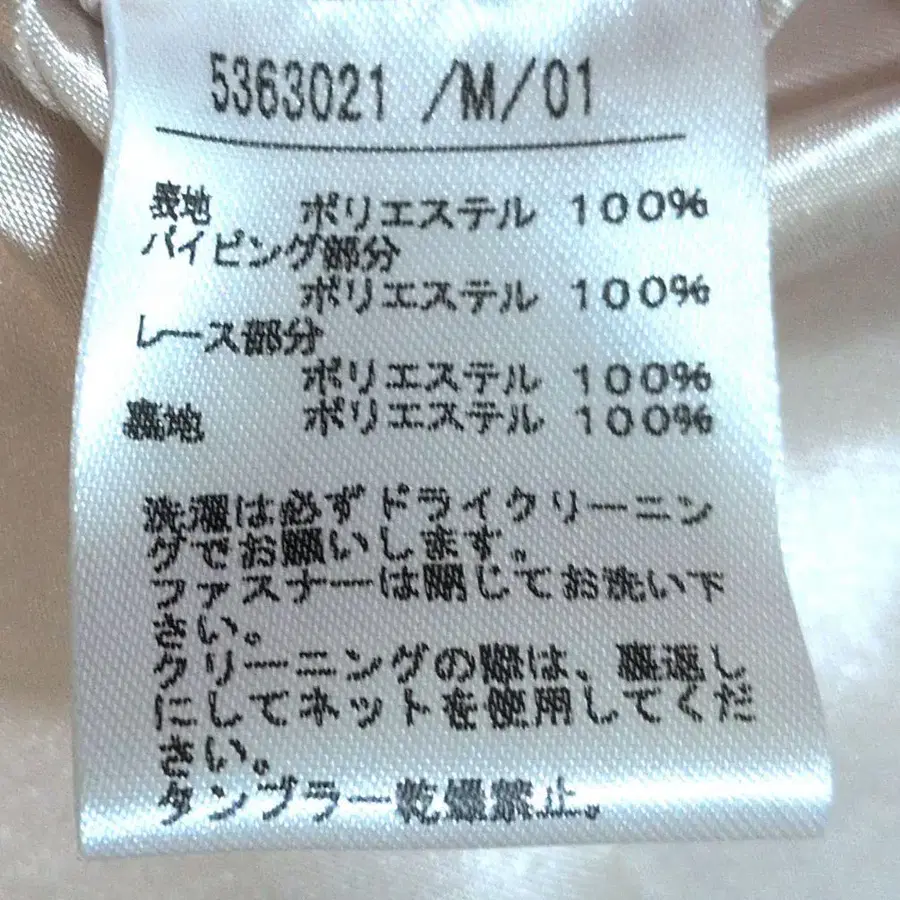 5363021 /M/01
表地 ポリエステル 100%
パイピング部分
ポリエステル 100%
レース部分
ポリエステル 100%
裏地 ポリエステル 100%
洗濯は必ずドライクリーニン
グでお願いします。
ファスナーは閉じてお洗い下
さい。
クリーニングの際は、裏返し
にしてネットを使用してくだ
さい。
タンブラー乾燥禁止。